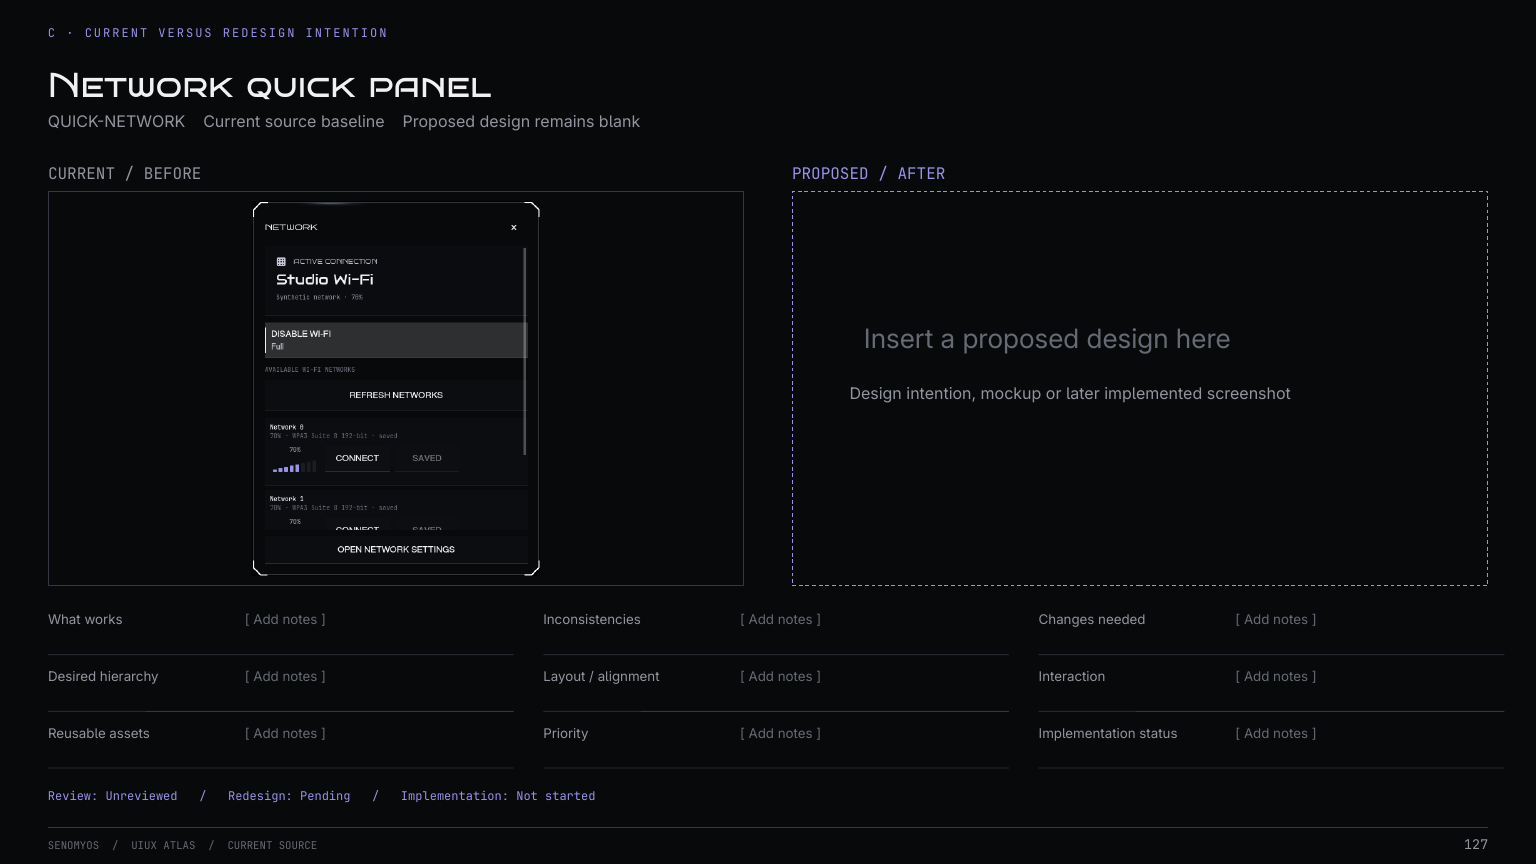 C · CURRENT VERSUS REDESIGN INTENTION
NETWORK QUICK PANEL
QUICK-NETWORK Current source baseline Proposed design remains blank
CURRENT / BEFORE
PROPOSED / AFTER
NETWORK
x
ACTIVE CONNECTION
Studio Wi-Fi
Synthetic network · 70%
DISABLE WI-FI
Full
AVAILABLE WI-FI NETWORKS
REFRESH NETWORKS
Network 0
70% · WPA3 Suite B 192-bit · saved
70%
CONNECT SAVED
Network 1
70% · WPA3 Suite B 192-bit · saved
70%
CONNECT SAVED
OPEN NETWORK SETTINGS
Insert a proposed design here
Design intention, mockup or later implemented screenshot
What works [ Add notes ] Inconsistencies [ Add notes ] Changes needed [ Add notes ]
Desired hierarchy [ Add notes ] Layout / alignment [ Add notes ] Interaction [ Add notes ]
Reusable assets [ Add notes ] Priority [ Add notes ] Implementation status [ Add notes ]
Review: Unreviewed / Redesign: Pending / Implementation: Not started
SENOMYOS / UIUX ATLAS / CURRENT SOURCE
127